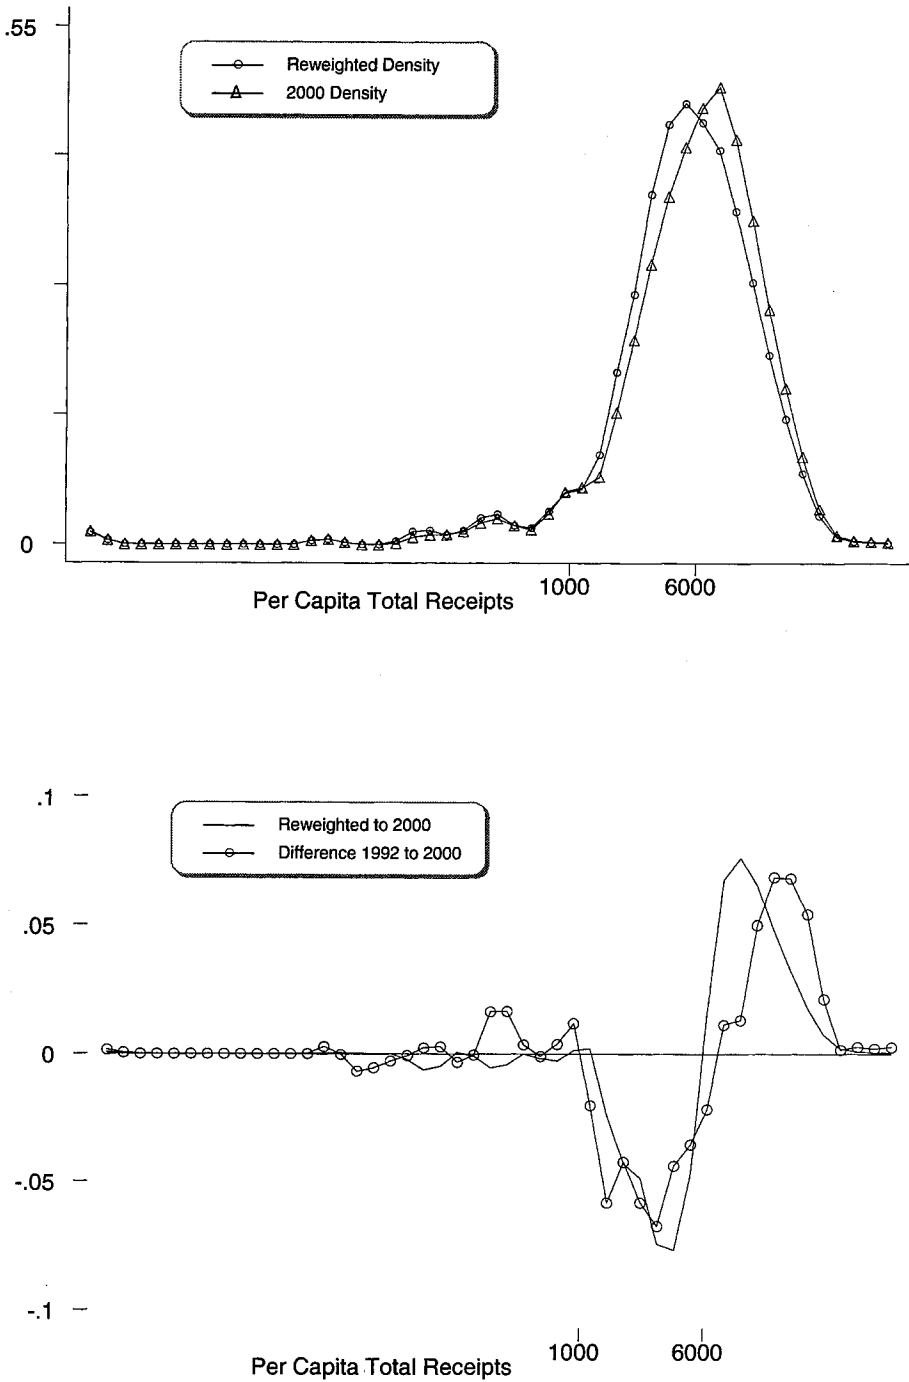 .55
Reweighted Density
2000 Density
0
1000 6000
Per Capita Total Receipts
.1
Reweighted to 2000
Difference 1992 to 2000
.05
0
-.05
-.1
1000 6000
Per Capita Total Receipts